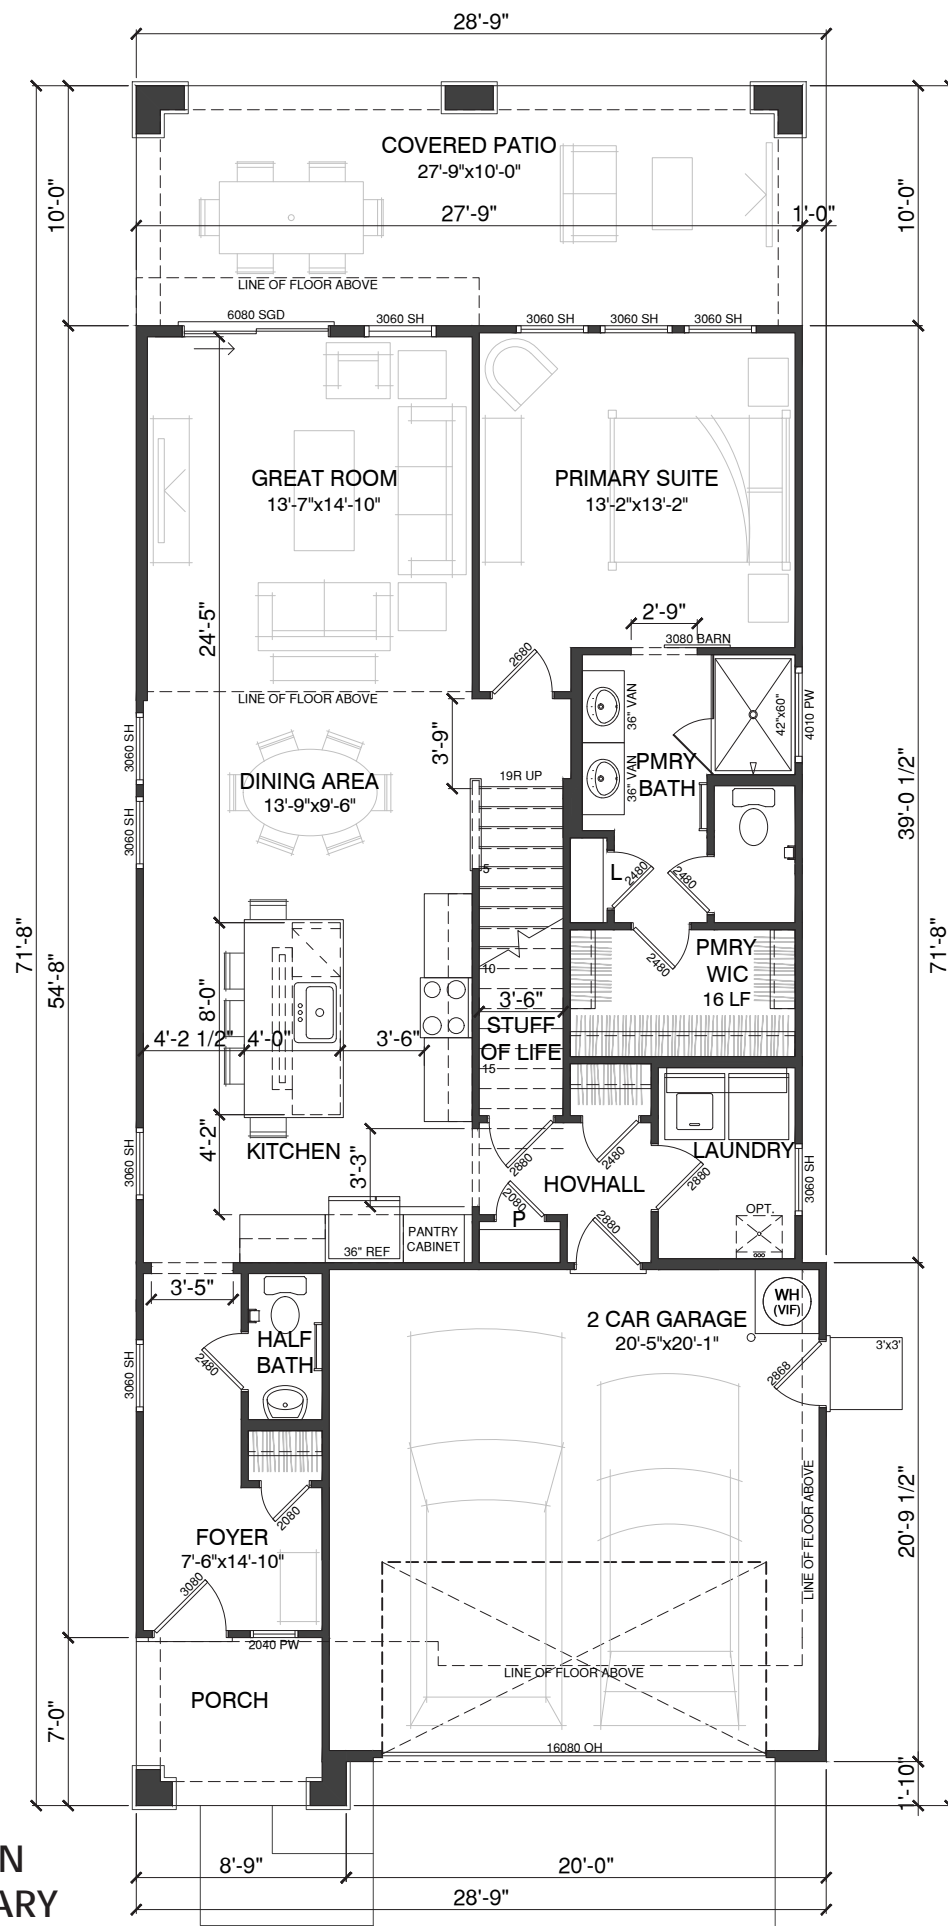 28'-9"
COVERED PATIO
27'-9"x10'-0"
10'-0"
27'-9"
1'-0"
10'-0"
LINE OF FLOOR ABOVE
6080 SGD
3060 SH
3060 SH
3060 SH
3060 SH
GREAT ROOM
13'-7"x14'-10"
PRIMARY SUITE
13'-2"x13'-2"
24'-5"
2'-9"
3080 BARN
2680
LINE OF FLOOR ABOVE
36" VAN
42"x60"
4010 PW
3060 SH
3'-9"
PMRY
BATH
36" VAN
19R UP
DINING AREA
13'-9"x9'-6"
39'-0 1/2"
3060 SH
5
L
2480
2480
71'-8"
54'-8"
71'-8"
2480
PMRY
WIC
16 LF
10
8'-0"
3'-6"
STUFF
OF LIFE
4'-2 1/2"
4'-0"
3'-6"
15
4'-2"
KITCHEN
3'-3"
3060 SH
2880
2480
LAUNDRY
2880
3060 SH
HOVHALL
2080
P
2880
OPT.
36" REF
PANTRY
CABINET
3'-5"
WH
(VIF)
2 CAR GARAGE
20'-5"x20'-1"
HALF
BATH
2480
3060 SH
2868
3'x3'
2080
FOYER
7'-6"x14'-10"
3080
LINE OF FLOOR ABOVE
20'-9 1/2"
2040 PW
LINE OF FLOOR ABOVE
PORCH
7'-0"
16080 OH
1'-10"
N
ARY
8'-9"
20'-0"
28'-9"